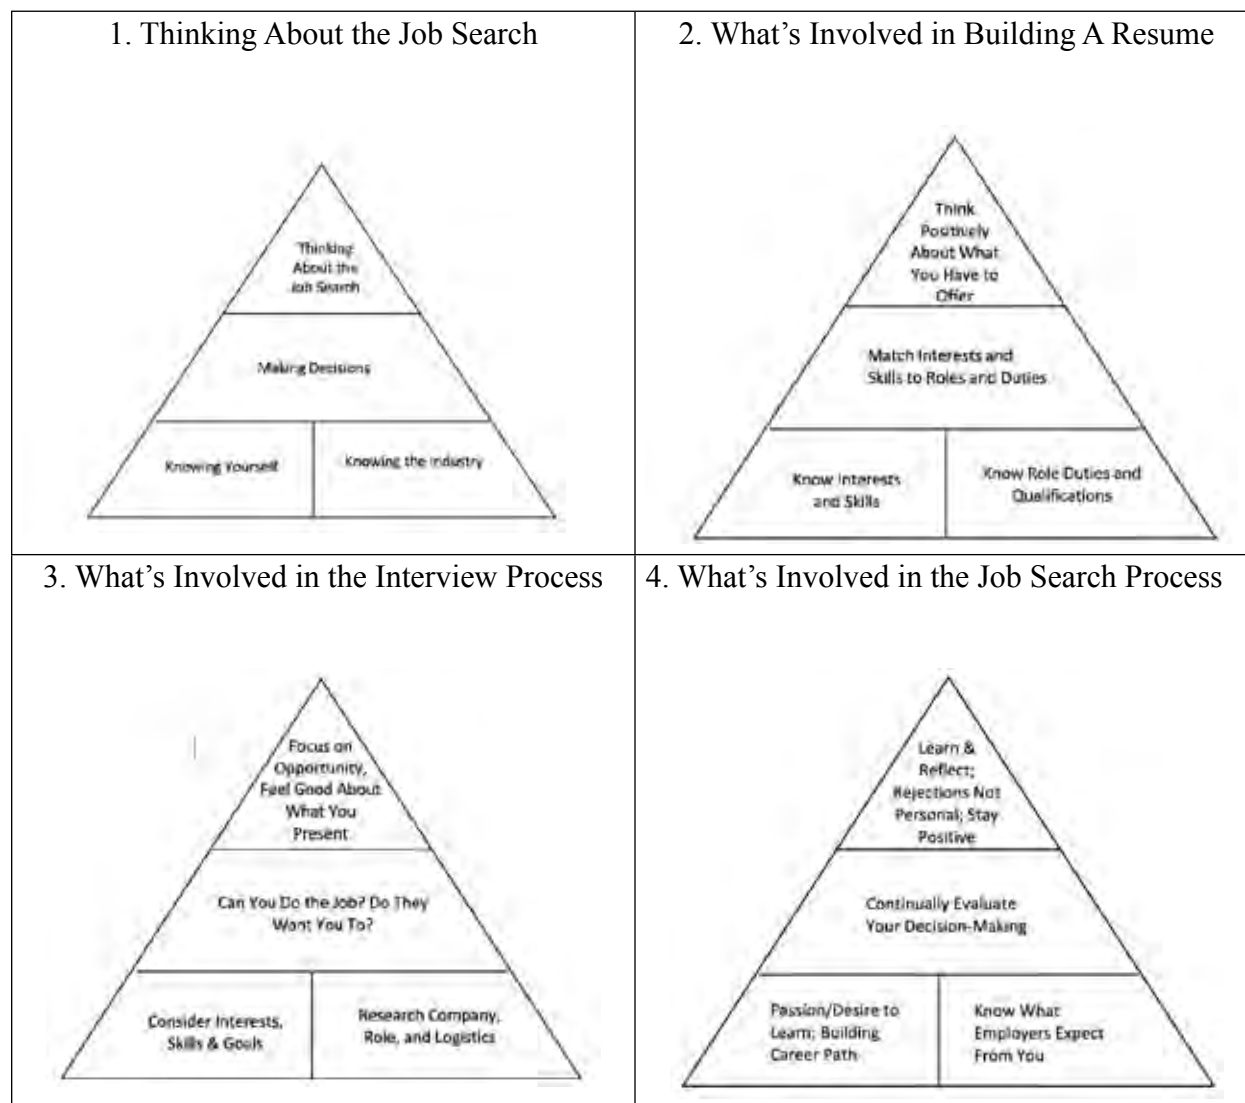 1. Thinking About the Job Search
Thinking
About the
Job Search
Making Decisions
Knowing Yourself
Knowing the Industry
2. What’s Involved in Building A Resume
Think
Positively
About What
You Have to
Offer
Match Interests and
Skills to Roles and Duties
Know Interests
and Skills
Know Role Duties and
Qualifications
3. What’s Involved in the Interview Process
Focus on
Opportunity,
Feel Good About
What You
Present
Can You Do the Job? Do They
Want You To?
Consider Interests,
Skills & Goals
Research Company,
Role, and Logistics
4. What’s Involved in the Job Search Process
Learn &
Reflect;
Rejections Not
Personal; Stay
Positive
Continually Evaluate
Your Decision-Making
Passion/Desire to
Learn; Building
Career Path
Know What
Employers Expect
From You